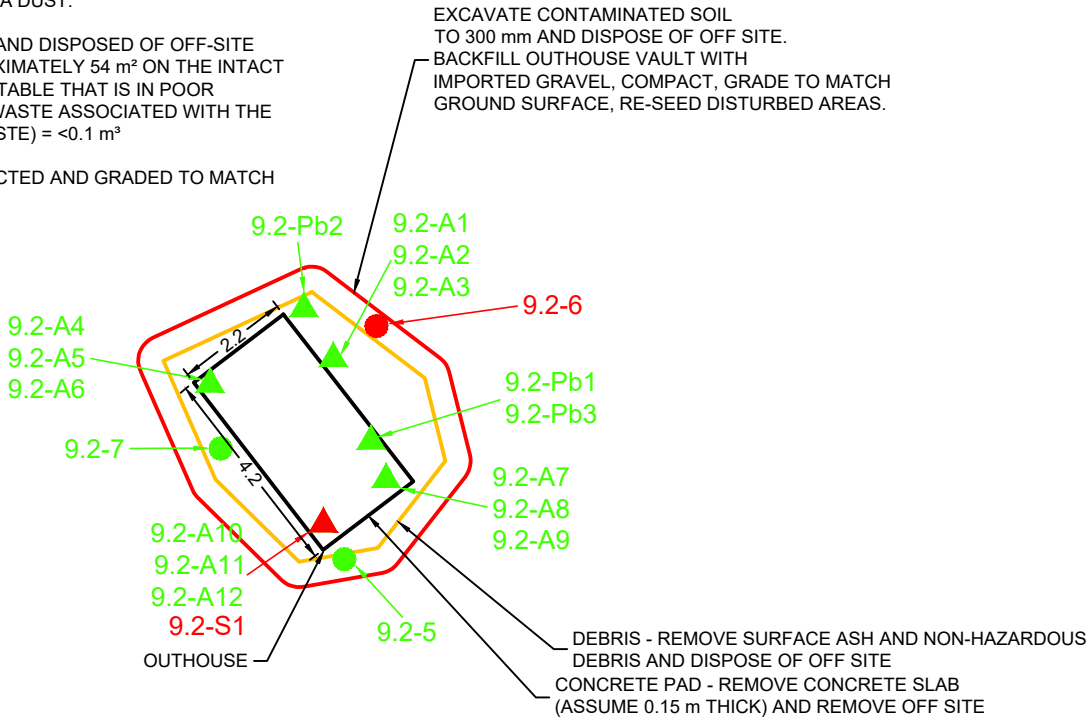 A DUST.
AND DISPOSED OF OFF-SITE
XIMATELY 54 m² ON THE INTACT
TABLE THAT IS IN POOR
WASTE ASSOCIATED WITH THE
STE) = <0.1 m³
CTED AND GRADED TO MATCH
EXCAVATE CONTAMINATED SOIL
TO 300 mm AND DISPOSE OF OFF SITE.
BACKFILL OUTHOUSE VAULT WITH
IMPORTED GRAVEL, COMPACT, GRADE TO MATCH
GROUND SURFACE, RE-SEED DISTURBED AREAS.
9.2-Pb2
9.2-A1
9.2-A2
9.2-A3
9.2-6
9.2-A4
9.2-A5
9.2-A6
2.2
9.2-Pb1
9.2-Pb3
9.2-7
4.2
9.2-A7
9.2-A8
9.2-A9
9.2-A10
9.2-A11
9.2-A12
9.2-S1
9.2-5
OUTHOUSE
DEBRIS - REMOVE SURFACE ASH AND NON-HAZARDOUS
DEBRIS AND DISPOSE OF OFF SITE
CONCRETE PAD - REMOVE CONCRETE SLAB
(ASSUME 0.15 m THICK) AND REMOVE OFF SITE